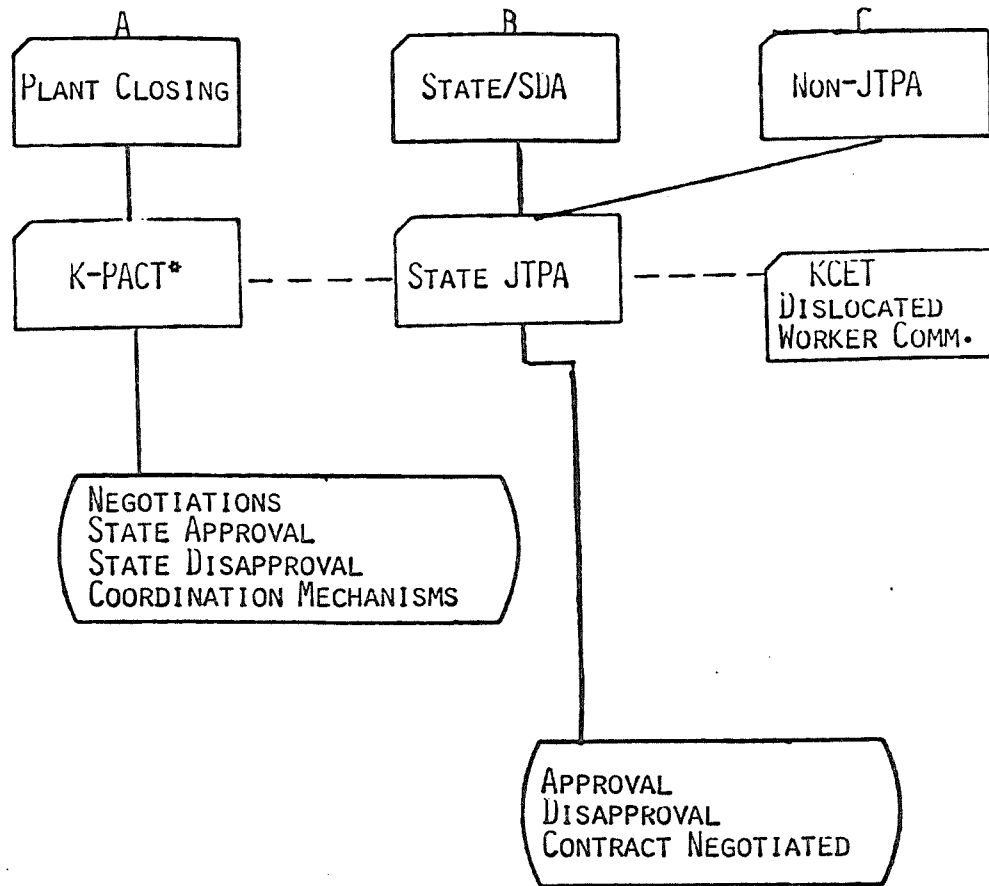 A
B
C
PLANT CLOSING
STATE/SDA
NON-JTPA
K-PACT*
STATE JTPA
KCET
DISLOCATED
WORKER COMM.
NEGOTIATIONS
STATE APPROVAL
STATE DISAPPROVAL
COORDINATION MECHANISMS
APPROVAL
DISAPPROVAL
CONTRACT NEGOTIATED